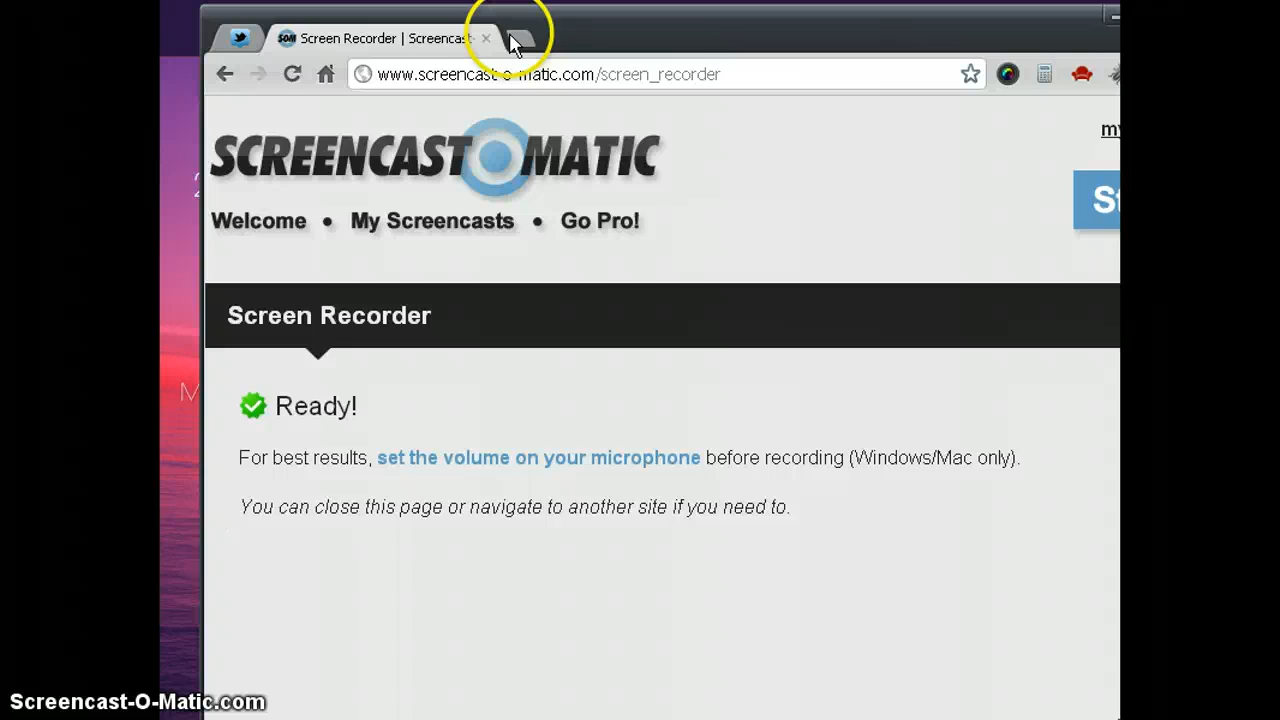 Screen Recorder | Screencast-
www.screencast-o-matic.com/screen_recorder
SCREENCAST O MATIC
my
Welcome • My Screencasts • Go Pro!
St
Screen Recorder
Ready!
For best results, set the volume on your microphone before recording (Windows/Mac only).
You can close this page or navigate to another site if you need to.
Screencast-O-Matic.com